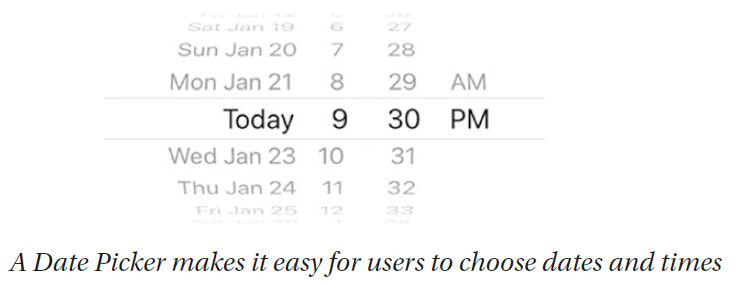 Sat Jan 19 6 27
Sun Jan 20 7 28
Mon Jan 21 8 29 AM
Today 9 30 PM
Wed Jan 23 10 31
Thu Jan 24 11 32
Fri Jan 25 12 33
A Date Picker makes it easy for users to choose dates and times